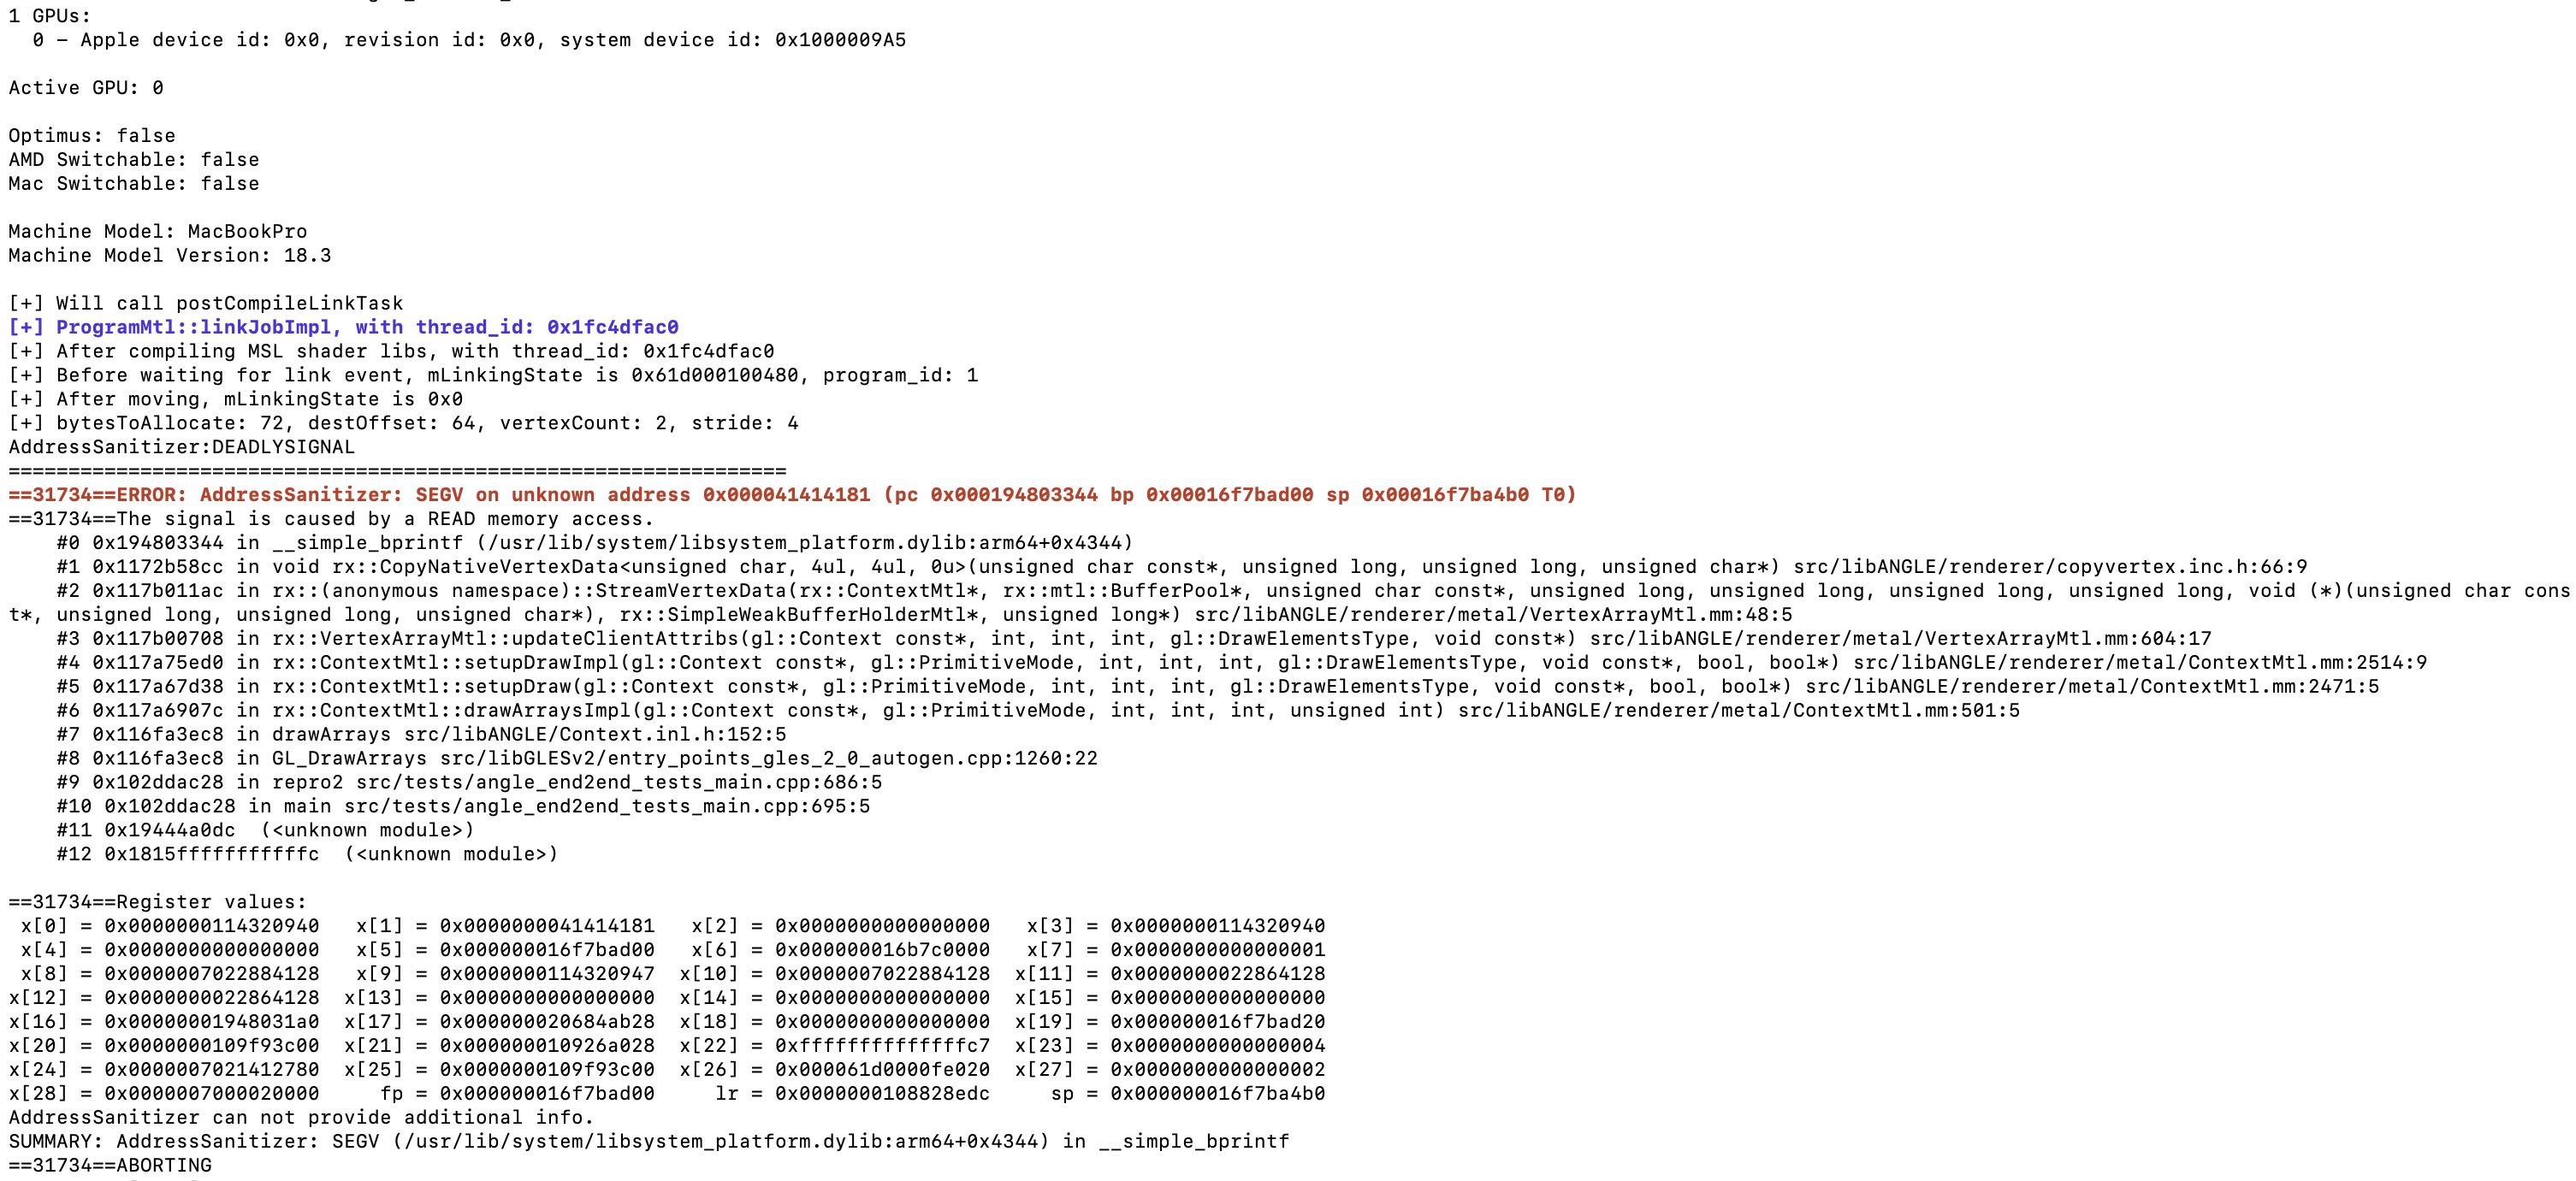 1 GPUs:
  0 - Apple device id: 0x0, revision id: 0x0, system device id: 0x1000009A5
Active GPU: 0
Optimus: false
AMD Switchable: false
Mac Switchable: false
Machine Model: MacBookPro
Machine Model Version: 18.3
[+] Will call postCompileLinkTask
[+] ProgramMtl::linkJobImpl, with thread_id: 0x1fc4dfac0
[+] After compiling MSL shader libs, with thread_id: 0x1fc4dfac0
[+] Before waiting for link event, mLinkingState is 0x61d000100480, program_id: 1
[+] After moving, mLinkingState is 0x0
[+] bytesToAllocate: 72, destOffset: 64, vertexCount: 2, stride: 4
AddressSanitizer:DEADLYSIGNAL
=================================================================
==31734==ERROR: AddressSanitizer: SEGV on unknown address 0x000041414181 (pc 0x000194803344 bp 0x00016f7bad00 sp 0x00016f7ba4b0 T0)
==31734==The signal is caused by a READ memory access.
    #0 0x194803344 in __simple_bprintf (/usr/lib/system/libsystem_platform.dylib:arm64+0x4344)
    #1 0x1172b58cc in void rx::CopyNativeVertexData<unsigned char, 4ul, 4ul, 0u>(unsigned char const*, unsigned long, unsigned long, unsigned char*) src/libANGLE/renderer/copyvertex.inc.h:66:9
    #2 0x117b011ac in rx::(anonymous namespace)::StreamVertexData(rx::ContextMtl*, rx::mtl::BufferPool*, unsigned char const*, unsigned long, unsigned long, unsigned long, unsigned long, void (*)(unsigned char cons
t*, unsigned long, unsigned long, unsigned char*), rx::SimpleWeakBufferHolderMtl*, unsigned long*) src/libANGLE/renderer/metal/VertexArrayMtl.mm:48:5
    #3 0x117b00708 in rx::VertexArrayMtl::updateClientAttribs(gl::Context const*, int, int, int, gl::DrawElementsType, void const*) src/libANGLE/renderer/metal/VertexArrayMtl.mm:604:17
    #4 0x117a75ed0 in rx::ContextMtl::setupDrawImpl(gl::Context const*, gl::PrimitiveMode, int, int, int, gl::DrawElementsType, void const*, bool, bool*) src/libANGLE/renderer/metal/ContextMtl.mm:2514:9
    #5 0x117a67d38 in rx::ContextMtl::setupDraw(gl::Context const*, gl::PrimitiveMode, int, int, int, gl::DrawElementsType, void const*, bool, bool*) src/libANGLE/renderer/metal/ContextMtl.mm:2471:5
    #6 0x117a6907c in rx::ContextMtl::drawArraysImpl(gl::Context const*, gl::PrimitiveMode, int, int, int, unsigned int) src/libANGLE/renderer/metal/ContextMtl.mm:501:5
    #7 0x116fa3ec8 in drawArrays src/libANGLE/Context.inl.h:152:5
    #8 0x116fa3ec8 in GL_DrawArrays src/libGLESv2/entry_points_gles_2_0_autogen.cpp:1260:22
    #9 0x102ddac28 in repro2 src/tests/angle_end2end_tests_main.cpp:686:5
    #10 0x102ddac28 in main src/tests/angle_end2end_tests_main.cpp:695:5
    #11 0x19444a0dc  (<unknown module>)
    #12 0x1815fffffffffffc  (<unknown module>)
==31734==Register values:
 x[0] = 0x0000000114320940   x[1] = 0x0000000041414181   x[2] = 0x0000000000000000   x[3] = 0x0000000114320940
 x[4] = 0x0000000000000000   x[5] = 0x000000016f7bad00   x[6] = 0x000000016b7c0000   x[7] = 0x0000000000000001
 x[8] = 0x0000007022884128   x[9] = 0x0000000114320947  x[10] = 0x0000007022884128  x[11] = 0x0000000022864128
x[12] = 0x0000000022864128  x[13] = 0x0000000000000000  x[14] = 0x0000000000000000  x[15] = 0x0000000000000000
x[16] = 0x00000001948031a0  x[17] = 0x000000020684ab28  x[18] = 0x0000000000000000  x[19] = 0x000000016f7bad20
x[20] = 0x0000000109f93c00  x[21] = 0x000000010926a028  x[22] = 0xffffffffffffffc7  x[23] = 0x0000000000000004
x[24] = 0x0000007021412780  x[25] = 0x0000000109f93c00  x[26] = 0x000061d0000fe020  x[27] = 0x0000000000000002
x[28] = 0x0000007000020000     fp = 0x000000016f7bad00     lr = 0x0000000108828edc     sp = 0x000000016f7ba4b0
AddressSanitizer can not provide additional info.
SUMMARY: AddressSanitizer: SEGV (/usr/lib/system/libsystem_platform.dylib:arm64+0x4344) in __simple_bprintf
==31734==ABORTING